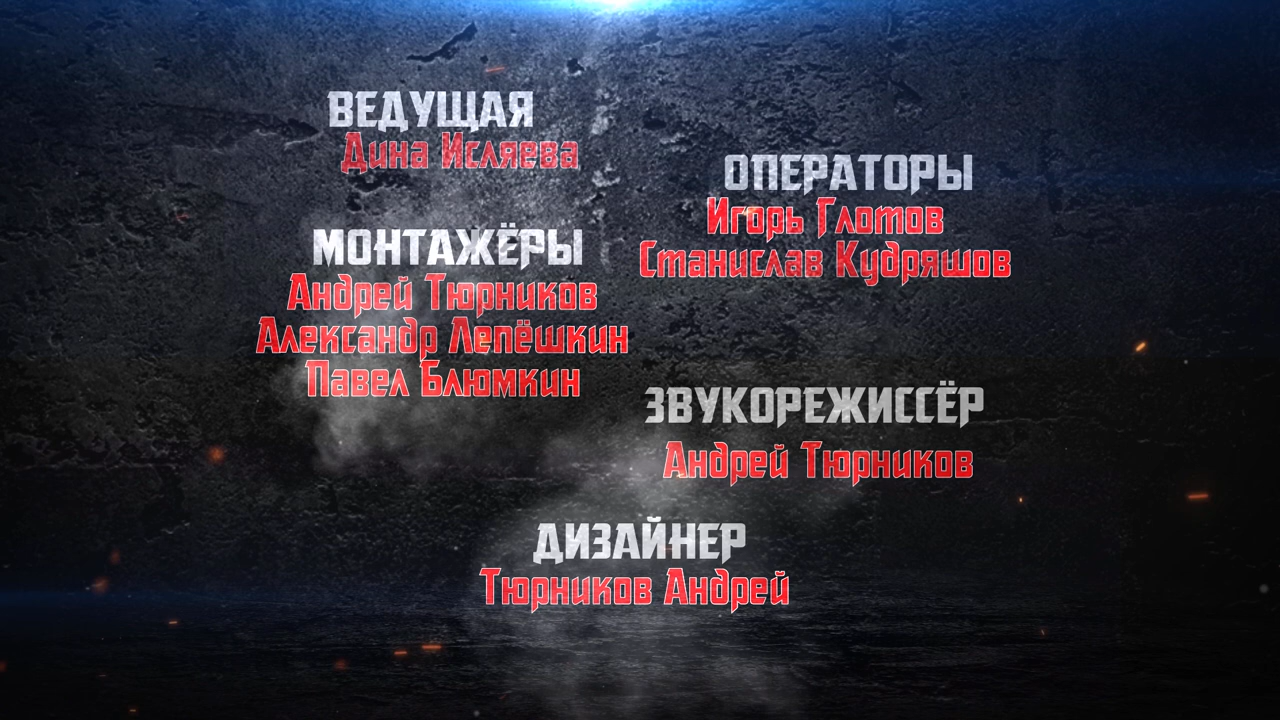 ВЕДУЩАЯ
Дина Исляева
ОПЕРАТОРЫ
Игорь Глотов
Станислав Кудряшов
МОНТАЖЁРЫ
Андрей Тюрников
Александр Лепёшкин
Павел Блюмкин
ЗВУКОРЕЖИССЁР
Андрей Тюрников
ДИЗАЙНЕР
Тюрников Андрей